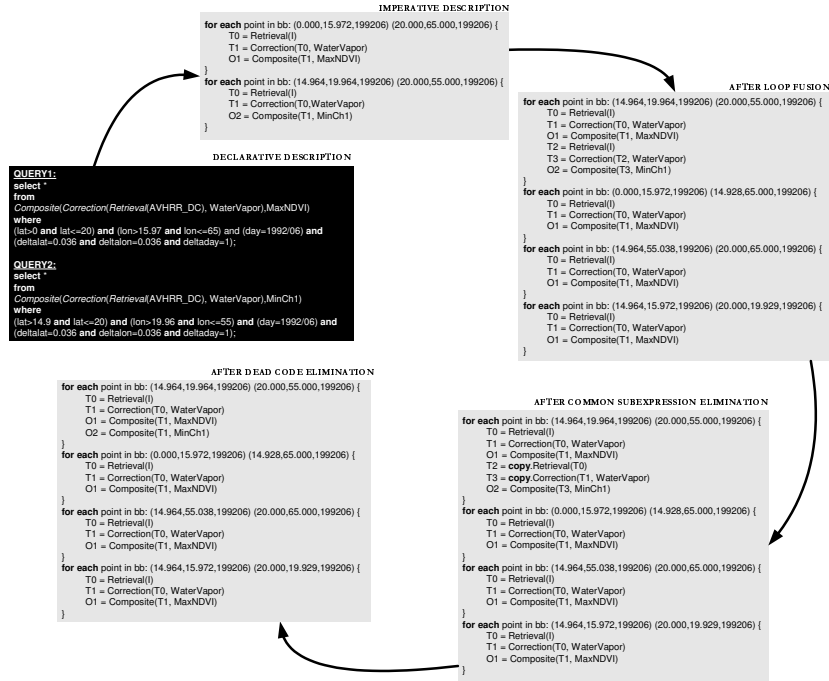 IMPERATIVE DESCRIPTION
for each point in bb: (0.000,15.972,199206) (20.000,65.000,199206) {
T0 = Retrieval(I)
T1 = Correction(T0, WaterVapor)
O1 = Composite(T1, MaxNDVI)
}
for each point in bb: (14.964,19.964,199206) (20.000,55.000,199206) {
T0 = Retrieval(I)
T1 = Correction(T0,WaterVapor)
O2 = Composite(T1, MinCh1)
}
DECLARATIVE DESCRIPTION
QUERY1:
select *
from
Composite(Correction(Retrieval(AVHRR_DC), WaterVapor),MaxNDVI)
where
(lat>0 and lat<=20) and (lon>15.97 and lon<=65) and (day=1992/06) and
(deltalat=0.036 and deltalon=0.036 and deltaday=1);
QUERY2:
select *
from
Composite(Correction(Retrieval(AVHRR_DC), WaterVapor),MinCh1)
where
(lat>14.9 and lat<=20) and (lon>19.96 and lon<=55) and (day=1992/06) and
(deltalat=0.036 and deltalon=0.036 and deltaday=1);
AFTER LOOP FUSION
for each point in bb: (14.964,19.964,199206) (20.000,55.000,199206) {
T0 = Retrieval(I)
T1 = Correction(T0, WaterVapor)
O1 = Composite(T1, MaxNDVI)
T2 = Retrieval(I)
T3 = Correction(T2, WaterVapor)
O2 = Composite(T3, MinCh1)
}
for each point in bb: (0.000,15.972,199206) (14.928,65.000,199206) {
T0 = Retrieval(I)
T1 = Correction(T0, WaterVapor)
O1 = Composite(T1, MaxNDVI)
}
for each point in bb: (14.964,55.038,199206) (20.000,65.000,199206) {
T0 = Retrieval(I)
T1 = Correction(T0, WaterVapor)
O1 = Composite(T1, MaxNDVI)
}
for each point in bb: (14.964,15.972,199206) (20.000,19.929,199206) {
T0 = Retrieval(I)
T1 = Correction(T0, WaterVapor)
O1 = Composite(T1, MaxNDVI)
}
AFTER COMMON SUBEXPRESSION ELIMINATION
for each point in bb: (14.964,19.964,199206) (20.000,55.000,199206) {
T0 = Retrieval(I)
T1 = Correction(T0, WaterVapor)
O1 = Composite(T1, MaxNDVI)
T2 = copy.Retrieval(T0)
T3 = copy.Correction(T1, WaterVapor)
O2 = Composite(T3, MinCh1)
}
for each point in bb: (0.000,15.972,199206) (14.928,65.000,199206) {
T0 = Retrieval(I)
T1 = Correction(T0, WaterVapor)
O1 = Composite(T1, MaxNDVI)
}
for each point in bb: (14.964,55.038,199206) (20.000,65.000,199206) {
T0 = Retrieval(I)
T1 = Correction(T0, WaterVapor)
O1 = Composite(T1, MaxNDVI)
}
for each point in bb: (14.964,15.972,199206) (20.000,19.929,199206) {
T0 = Retrieval(I)
T1 = Correction(T0, WaterVapor)
O1 = Composite(T1, MaxNDVI)
}
AFTER DEAD CODE ELIMINATION
for each point in bb: (14.964,19.964,199206) (20.000,55.000,199206) {
T0 = Retrieval(I)
T1 = Correction(T0, WaterVapor)
O1 = Composite(T1, MaxNDVI)
O2 = Composite(T1, MinCh1)
}
for each point in bb: (0.000,15.972,199206) (14.928,65.000,199206) {
T0 = Retrieval(I)
T1 = Correction(T0, WaterVapor)
O1 = Composite(T1, MaxNDVI)
}
for each point in bb: (14.964,55.038,199206) (20.000,65.000,199206) {
T0 = Retrieval(I)
T1 = Correction(T0, WaterVapor)
O1 = Composite(T1, MaxNDVI)
}
for each point in bb: (14.964,15.972,199206) (20.000,19.929,199206) {
T0 = Retrieval(I)
T1 = Correction(T0, WaterVapor)
O1 = Composite(T1, MaxNDVI)
}